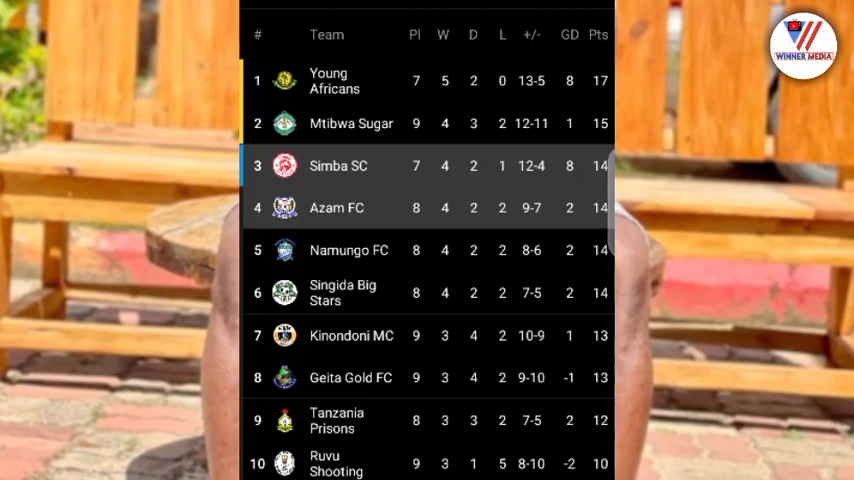 WINNER MEDIA
# Team Pl W D L +/- GD Pts
1 Young Africans 7 5 2 0 13-5 8 17
2 Mtibwa Sugar 9 4 3 2 12-11 1 15
3 Simba SC 7 4 2 1 12-4 8 14
4 Azam FC 8 4 2 2 9-7 2 14
5 Namungo FC 8 4 2 2 8-6 2 14
6 Singida Big Stars 8 4 2 2 7-5 2 14
7 Kinondoni MC 9 3 4 2 10-9 1 13
8 Geita Gold FC 9 3 4 2 9-10 -1 13
9 Tanzania Prisons 8 3 3 2 7-5 2 12
10 Ruvu Shooting 9 3 1 5 8-10 -2 10